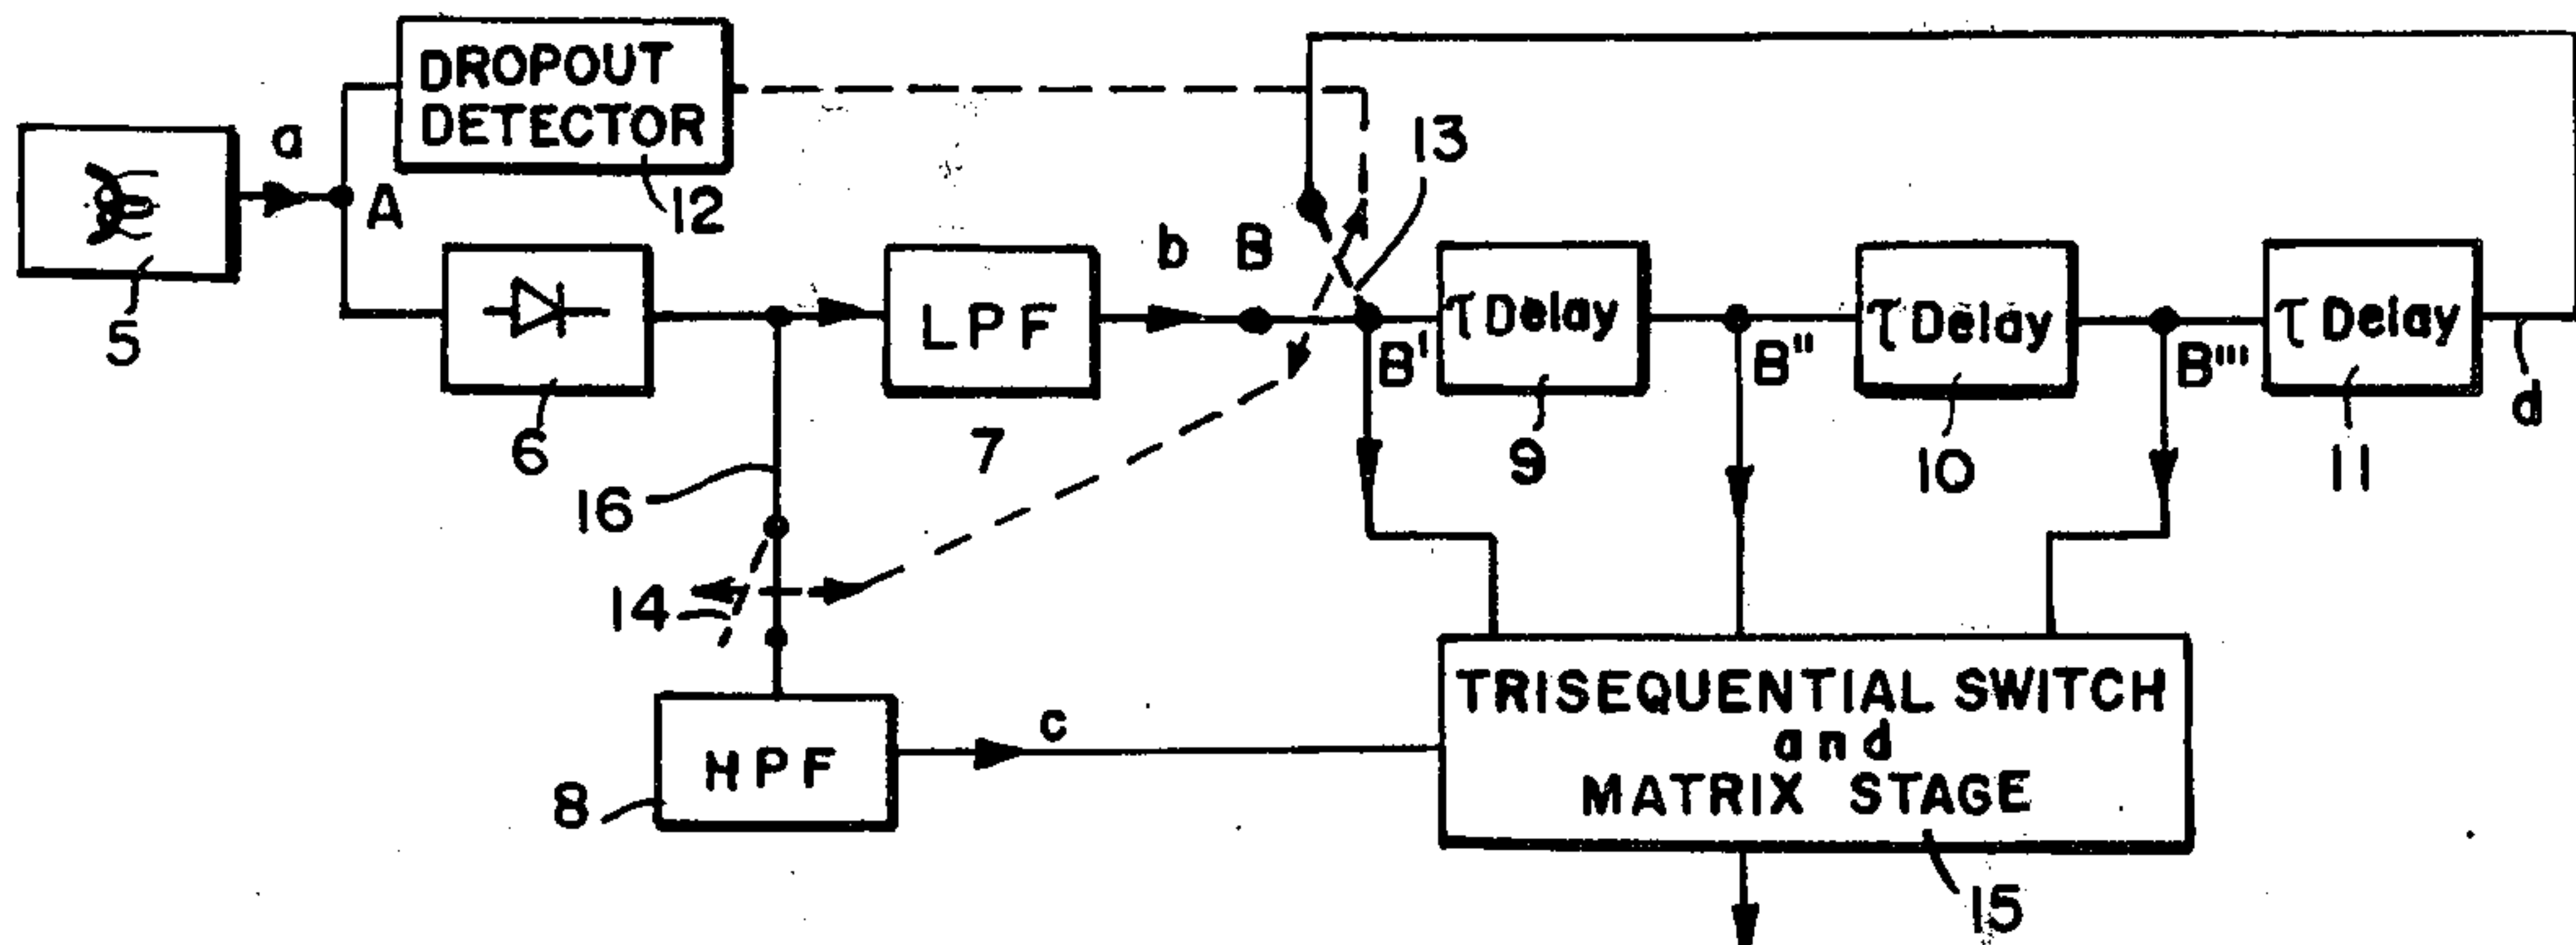 DROPOUT
DETECTOR
12
a
A
5
6
LPF
7
b
B
13
B'
τ Delay
9
B''
τ Delay
10
B'''
τ Delay
11
d
16
14
HPF
8
c
TRISEQUENTIAL SWITCH
and
MATRIX STAGE
15